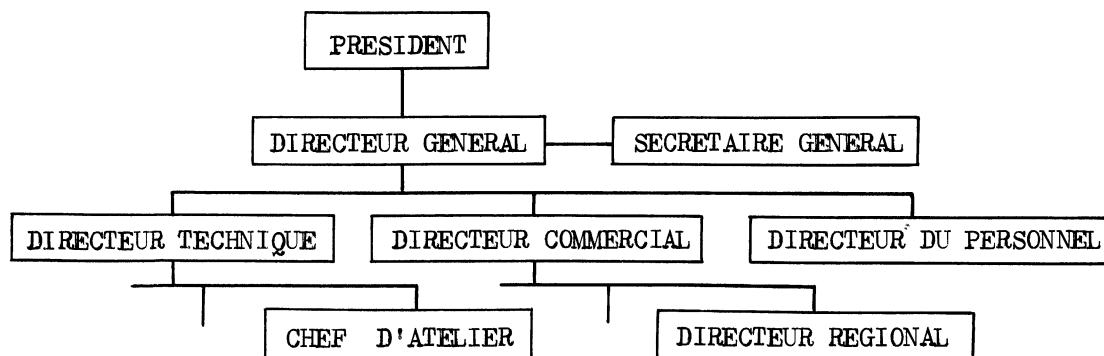 PRESIDENT
DIRECTEUR GENERAL
SECRETAIRE GENERAL
DIRECTEUR TECHNIQUE
DIRECTEUR COMMERCIAL
DIRECTEUR DU PERSONNEL
CHEF D'ATELIER
DIRECTEUR REGIONAL